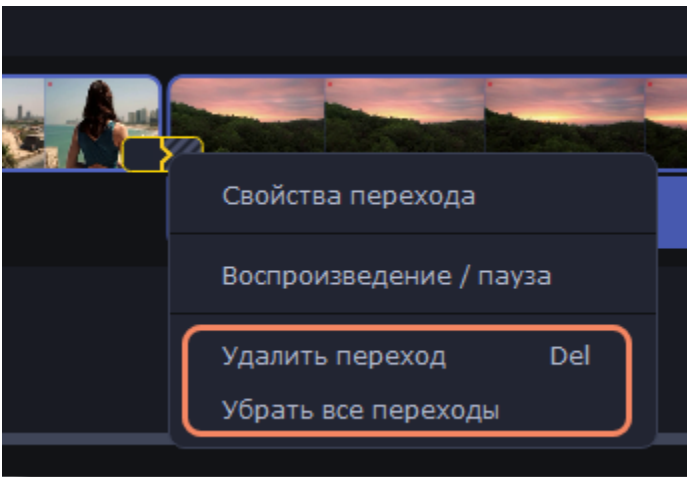 Свойства перехода
Воспроизведение / пауза
Удалить переход Del
Убрать все переходы